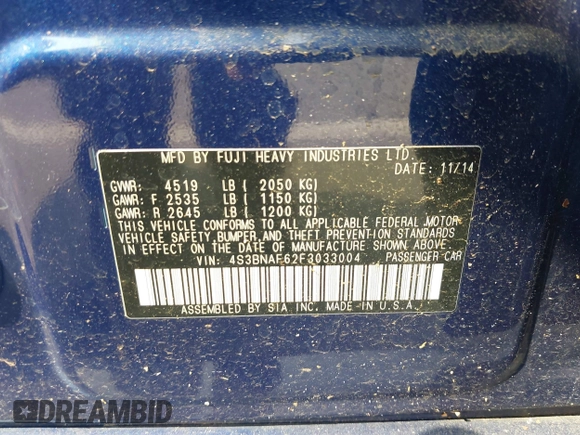 MFD BY FUJI HEAVY INDUSTRIES LTD.
DATE: 11/14
GVWR: 4519 LB ( 2050 KG)
GAWR: F 2535 LB ( 1150 KG)
GAWR: R 2645 LB ( 1200 KG)
THIS VEHICLE CONFORMS TO ALL APPLICABLE FEDERAL MOTOR
VEHICLE SAFETY, BUMPER, AND THEFT PREVENTION STANDARDS
IN EFFECT ON THE DATE OF MANUFACTURE SHOWN ABOVE.
VIN: 4S3BNAF62F3033004 PASSENGER CAR
ASSEMBLED BY SIA INC. MADE IN U.S.A.
DREAMBID